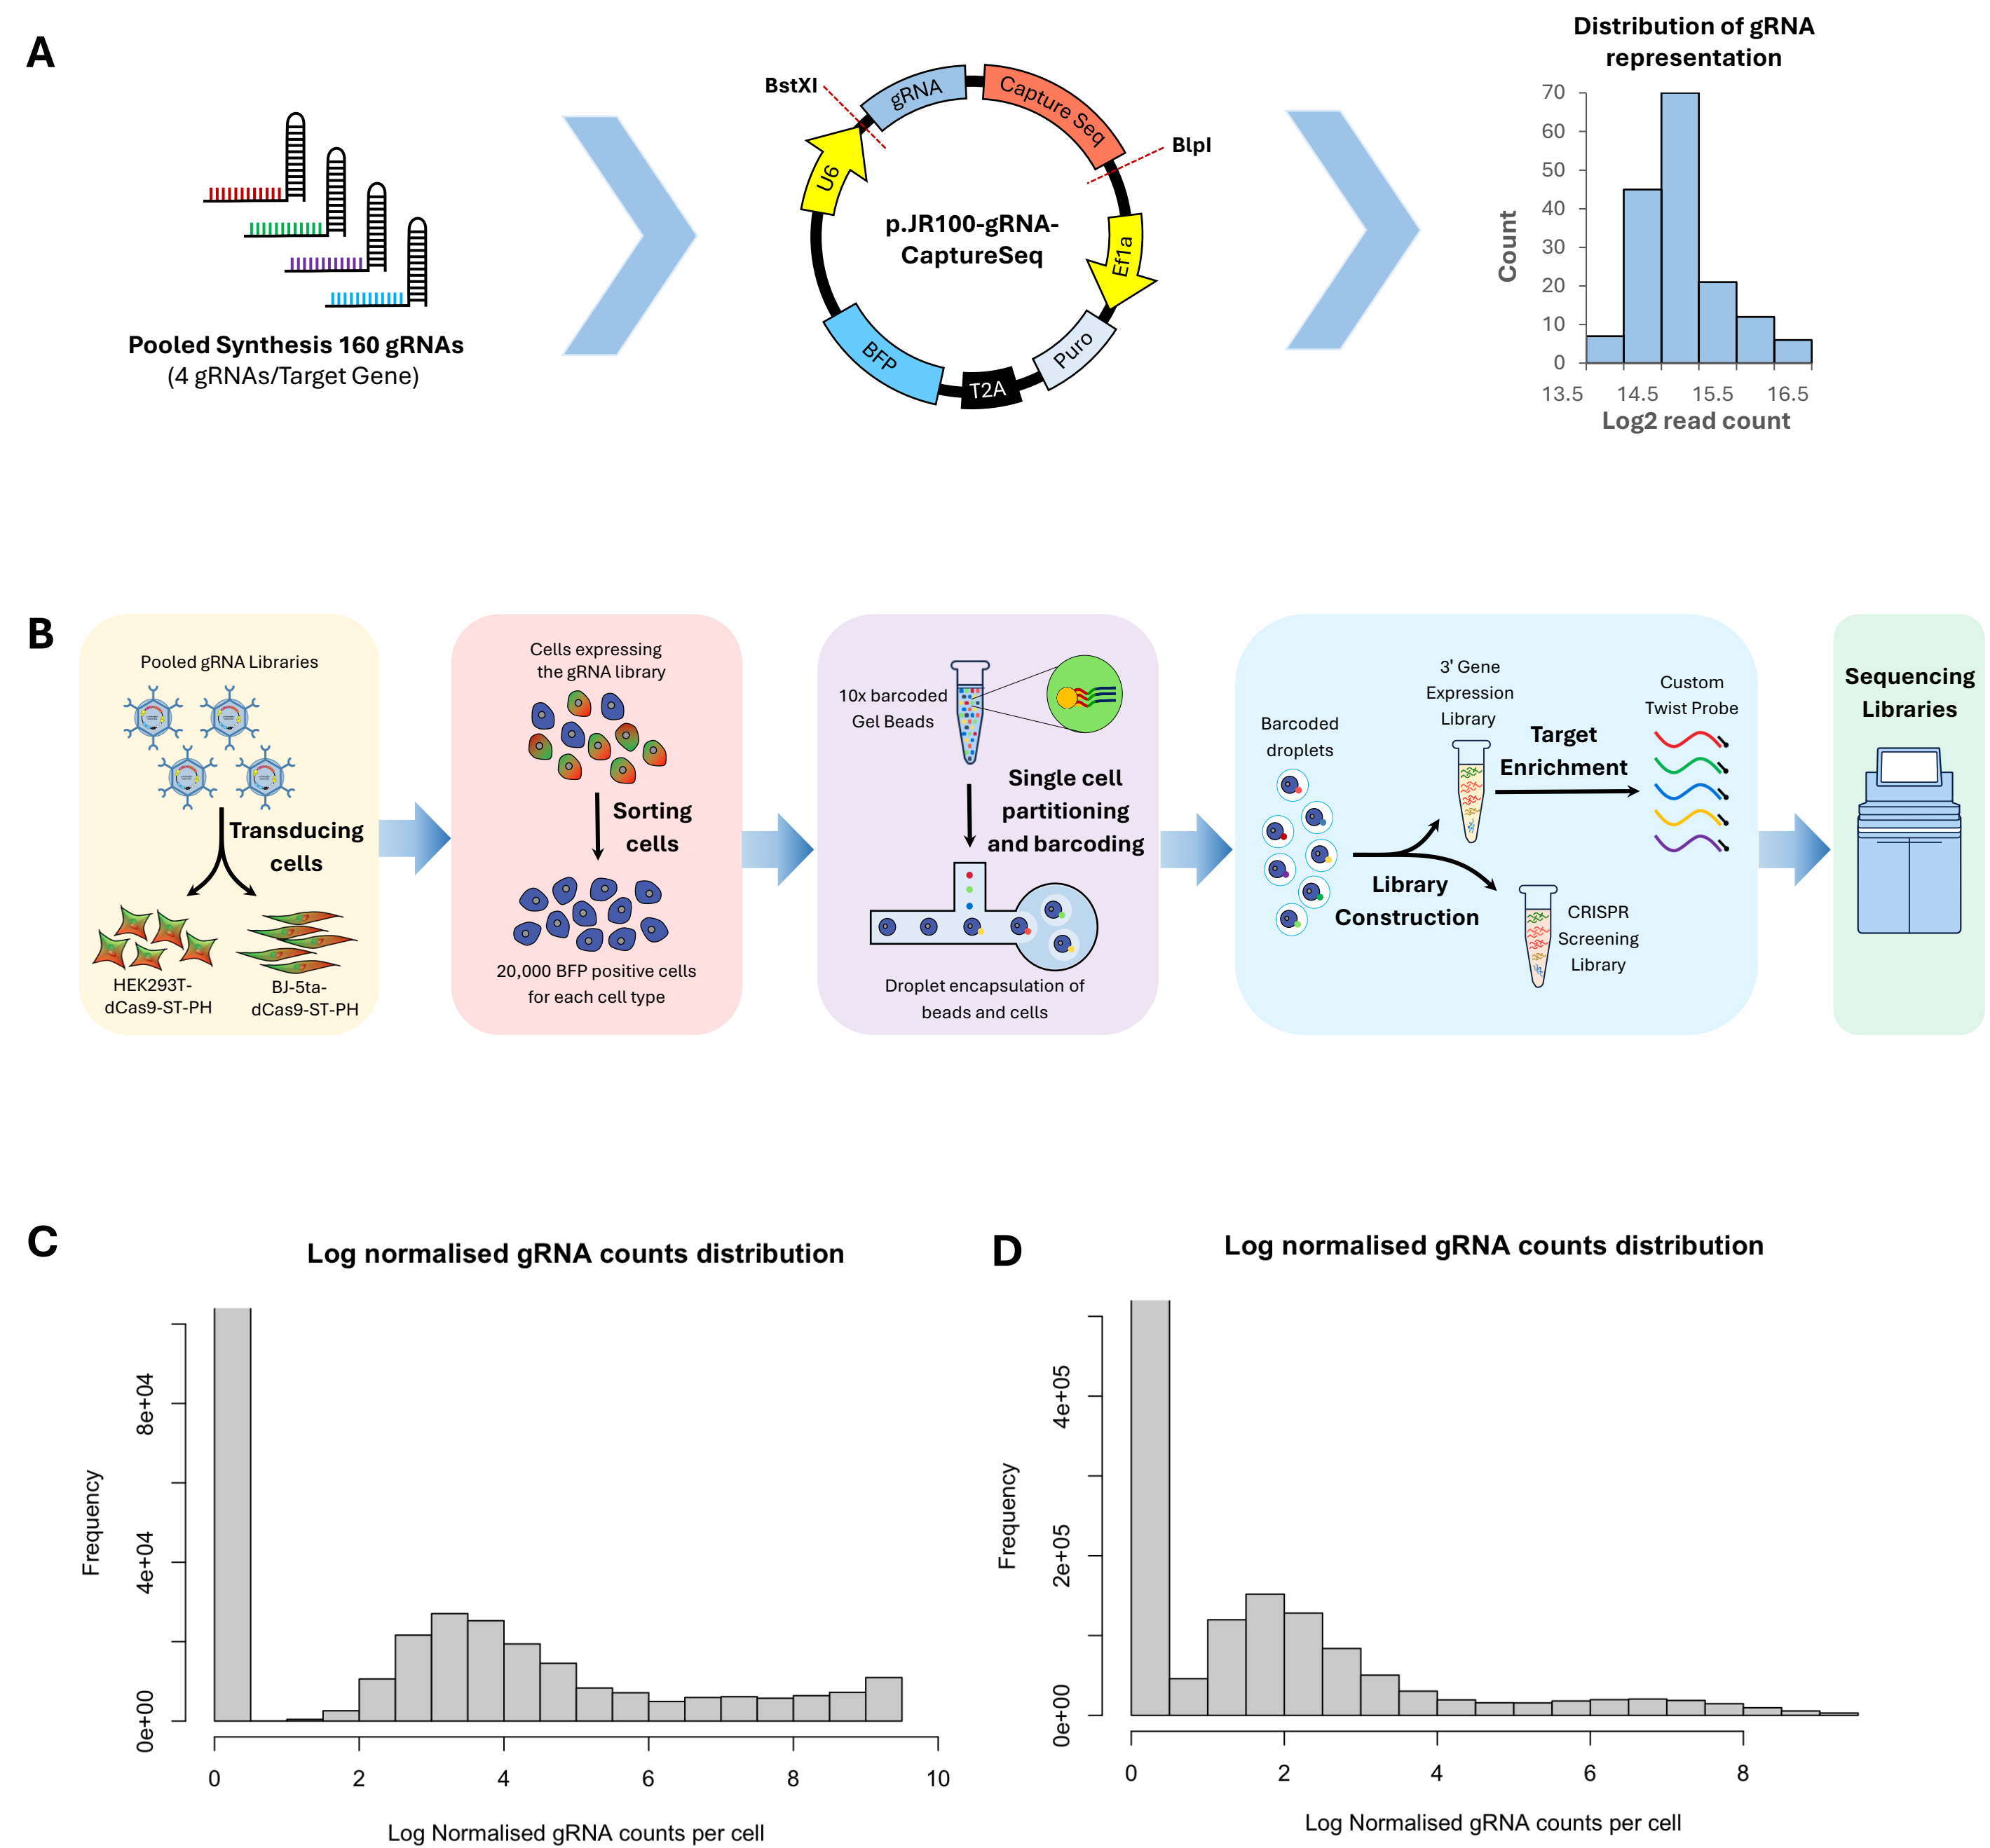 A
Pooled Synthesis 160 gRNAs
(4 gRNAs/Target Gene)
BstXI
gRNA
Capture Seq
BlpI
U6
p.JR100-gRNA-
CaptureSeq
Ef1a
Puro
T2A
BFP
Distribution of gRNA
representation
70
60
50
40
30
20
10
0
Count
13.5 14.5 15.5 16.5
Log2 read count
B
Pooled gRNA Libraries
Transducing
cells
HEK293T-
dCas9-ST-PH
BJ-5ta-
dCas9-ST-PH
Cells expressing
the gRNA library
Sorting
cells
20,000 BFP positive cells
for each cell type
10x barcoded
Gel Beads
Single cell
partitioning
and barcoding
Droplet encapsulation of
beads and cells
Barcoded
droplets
3' Gene
Expression
Library
Target
Enrichment
Custom
Twist Probe
Library
Construction
CRISPR
Screening
Library
Sequencing
Libraries
C
Log normalised gRNA counts distribution
Frequency
8e+04
4e+04
0e+00
0 2 4 6 8 10
Log Normalised gRNA counts per cell
D
Log normalised gRNA counts distribution
Frequency
4e+05
2e+05
0e+00
0 2 4 6 8
Log Normalised gRNA counts per cell